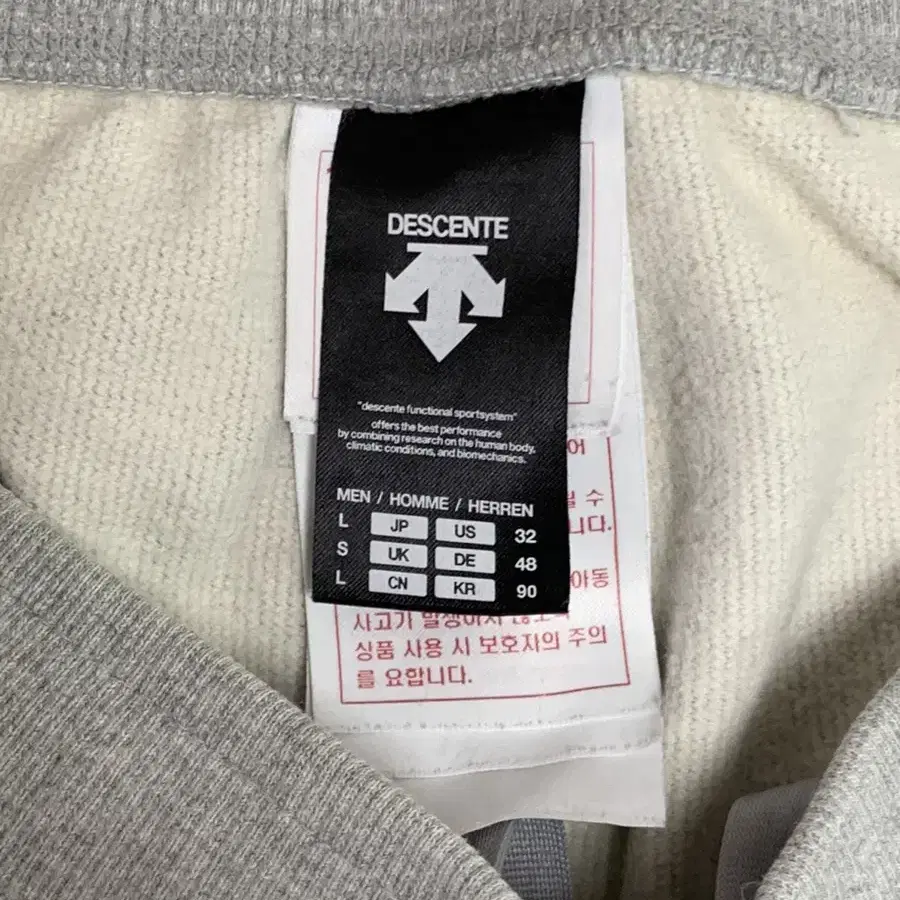 DESCENTE
"descente functional sportsystem"
offers the best performance
by combining research on the human body,
climatic conditions, and biomechanics.
MEN / HOMME / HERREN
L JP US 32
S UK DE 48
L CN KR 90
어
수
니다.
아동
사고가 발생하지 않도록
상품 사용 시 보호자의 주의
를 요합니다.